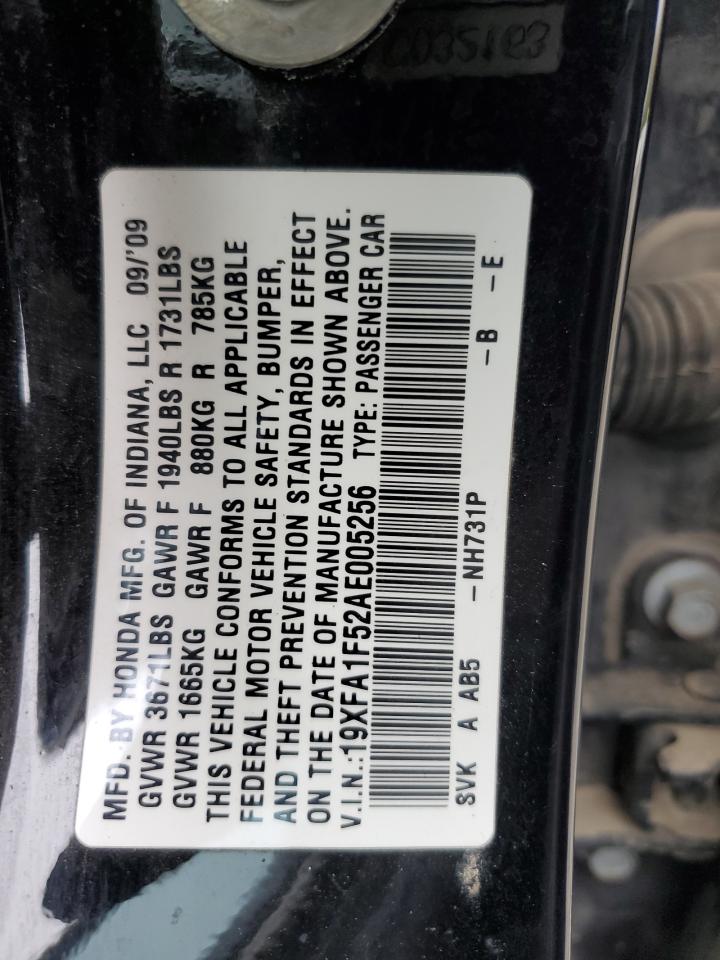 MFD. BY HONDA MFG. OF INDIANA, LLC 09/'09
GVWR 3671LBS GAWR F 1940LBS R 1731LBS
GVWR 1665KG GAWR F 880KG R 785KG
THIS VEHICLE CONFORMS TO ALL APPLICABLE
FEDERAL MOTOR VEHICLE SAFETY, BUMPER,
AND THEFT PREVENTION STANDARDS IN EFFECT
ON THE DATE OF MANUFACTURE SHOWN ABOVE.
V.I.N.:19XFA1F52AE005256 TYPE: PASSENGER CAR
SVK A AB5 -NH731P -B -E